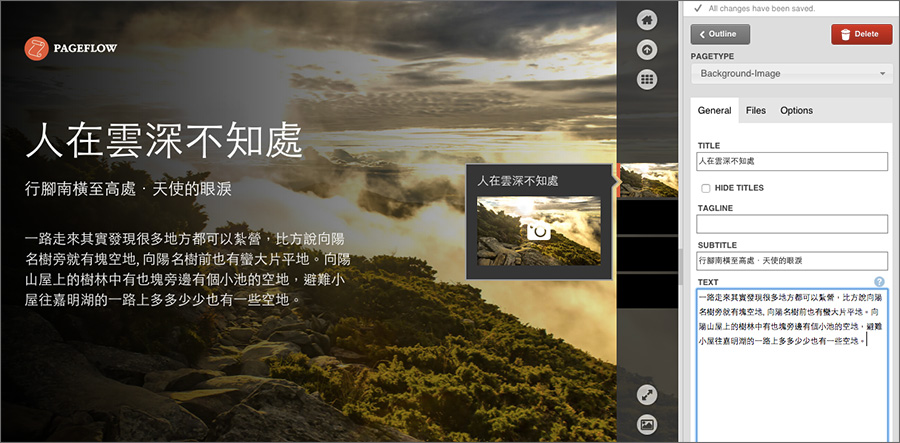 PAGEFLOW
人在雲深不知處
行腳南橫至高處‧天使的眼淚
一路走來其實發現很多地方都可以紮營，比方說向陽
名樹旁就有塊空地, 向陽名樹前也有蠻大片平地。向陽
山屋上的樹林中有也塊旁邊有個小池的空地，避難小
屋往嘉明湖的一路上多多少少也有一些空地。
人在雲深不知處
All changes have been saved.
Outline
Delete
PAGETYPE
Background-Image
General Files Options
TITLE
人在雲深不知處
HIDE TITLES
TAGLINE
SUBTITLE
行腳南橫至高處‧天使的眼淚
TEXT ?
一路走來其實發現很多地方都可以紮營，比方說向陽
名樹旁就有塊空地, 向陽名樹前也有蠻大片平地。向
陽山屋上的樹林中有也塊旁邊有個小池的空地，避難
小屋往嘉明湖的一路上多多少少也有一些空地。